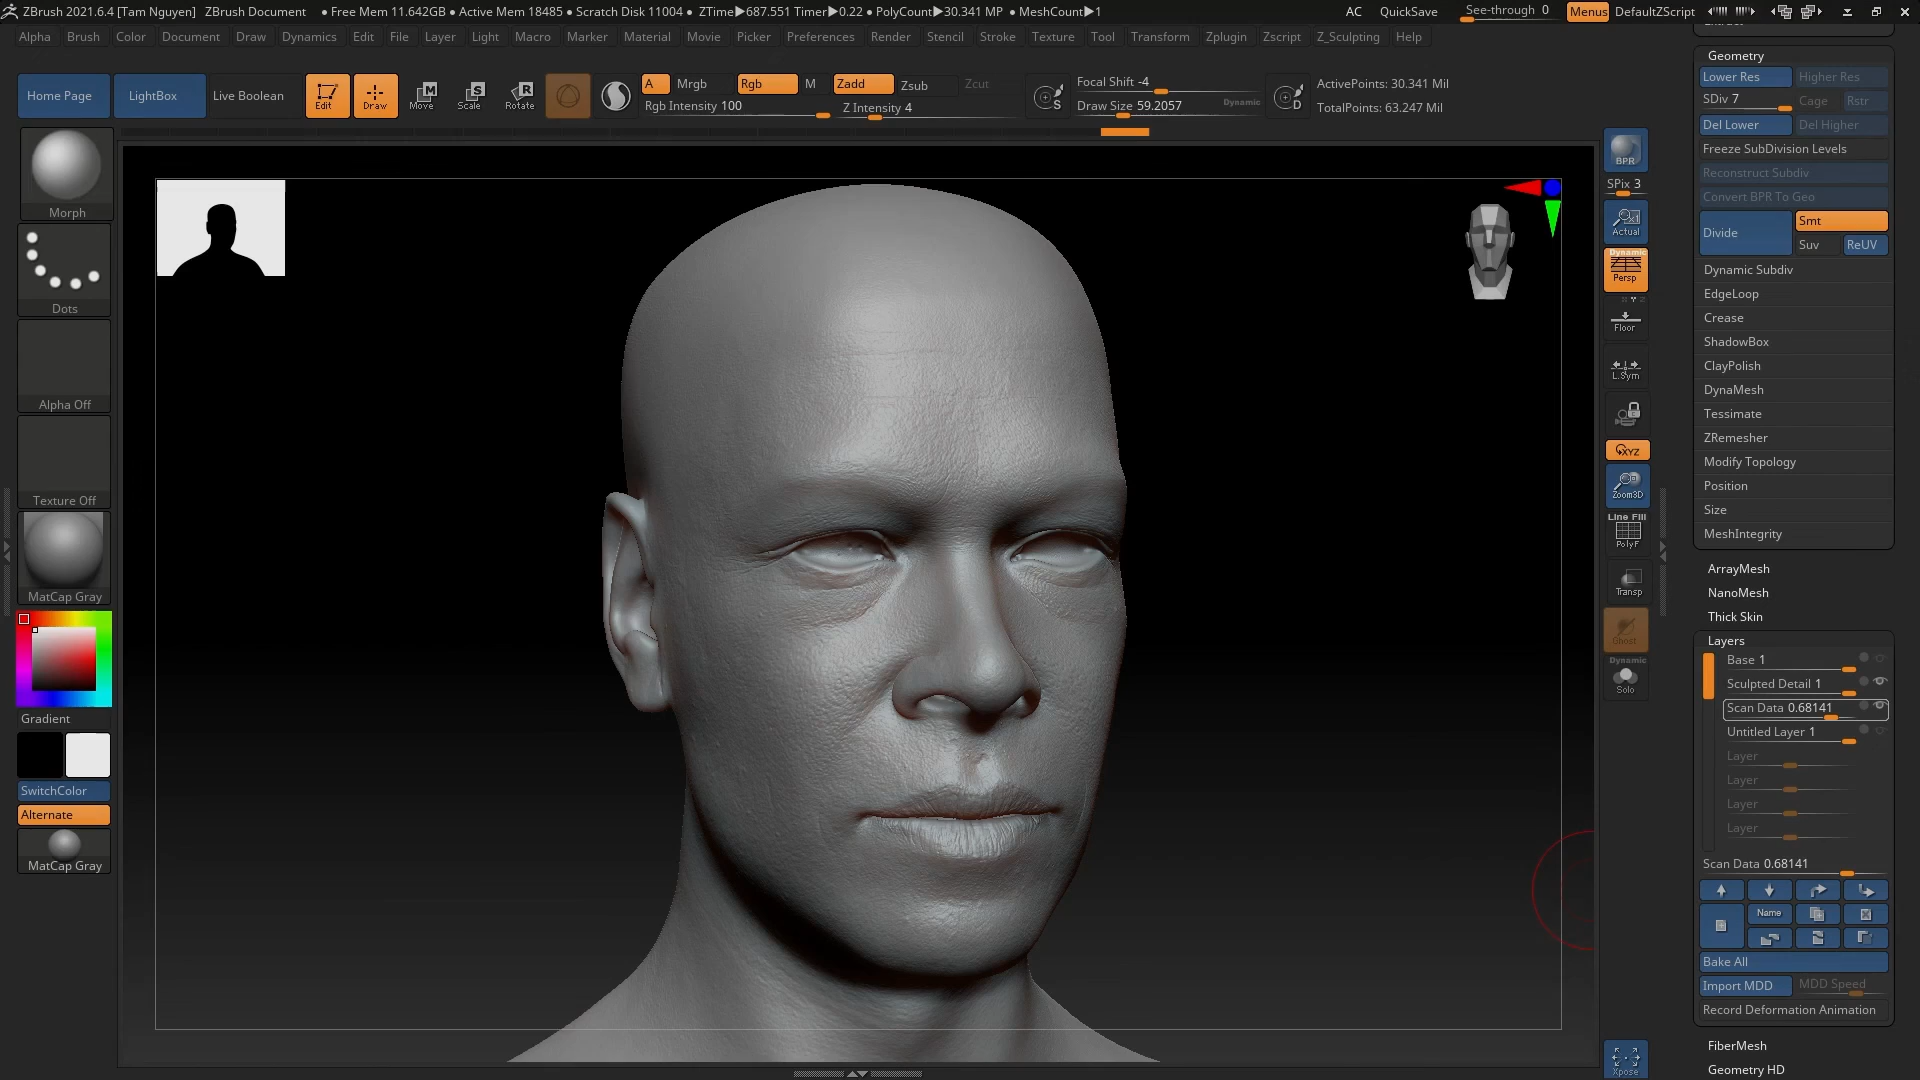 ZBrush 2021.6.4 [Tam Nguyen] ZBrush Document • Free Mem 11.642GB • Active Mem 18485 • Scratch Disk 11004 • ZTime▶687.551 Timer▶0.22 • PolyCount▶30.341 MP • MeshCount▶1 AC QuickSave See-through 0 Menus DefaultZScript
Alpha Brush Color Document Draw Dynamics Edit File Layer Light Macro Marker Material Movie Picker Preferences Render Stencil Stroke Texture Tool Transform Zplugin Zscript Z_Sculpting Help
Home Page LightBox Live Boolean Edit Draw Move Scale Rotate
A Mrgb Rgb M Zadd Zsub Zcut
Rgb Intensity 100 Z Intensity 4
S Focal Shift -4
Draw Size 59.2057 Dynamic
D ActivePoints: 30.341 Mil
TotalPoints: 63.247 Mil
Morph
Dots
Alpha Off
Texture Off
MatCap Gray
Gradient
SwitchColor
Alternate
MatCap Gray
BPR
SPix 3
Actual
Dynamic
Persp
Floor
L.Sym
XYZ
Zoom3D
Line Fill
PolyF
Transp
Ghost
Dynamic
Solo
Xpose
Geometry
Lower Res Higher Res
SDiv 7 Cage Rstr
Del Lower Del Higher
Freeze SubDivision Levels
Reconstruct Subdiv
Convert BPR To Geo
Divide Smt
Suv ReUV
Dynamic Subdiv
EdgeLoop
Crease
ShadowBox
ClayPolish
DynaMesh
Tessimate
ZRemesher
Modify Topology
Position
Size
MeshIntegrity
ArrayMesh
NanoMesh
Thick Skin
Layers
Base 1
Sculpted Detail 1
Scan Data 0.68141
Untitled Layer 1
Layer
Layer
Layer
Layer
Scan Data 0.68141
Name
Bake All
Import MDD MDD Speed
Record Deformation Animation
FiberMesh
Geometry HD